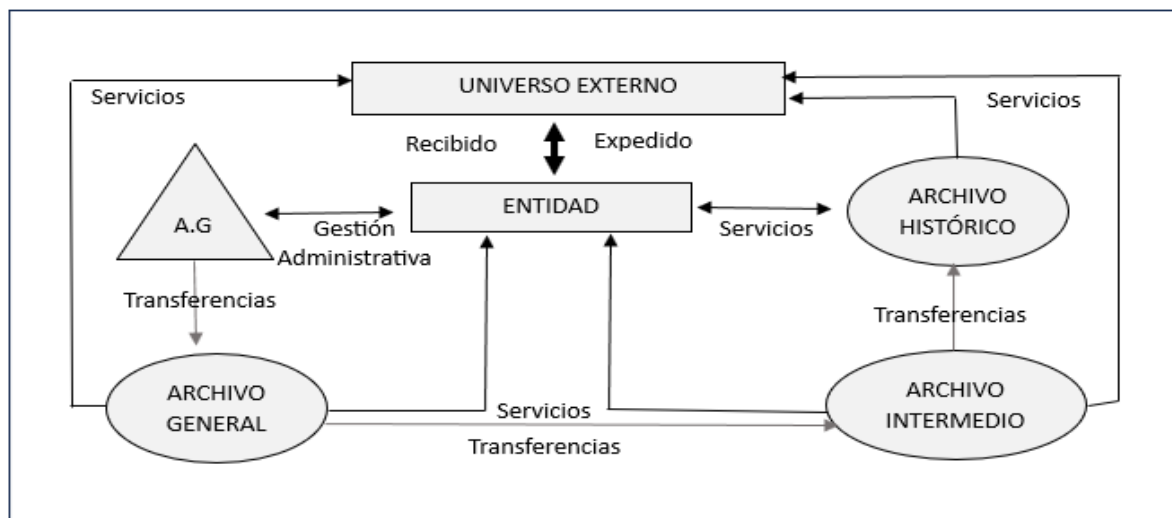 UNIVERSO EXTERNO
Servicios
Servicios
Recibido
Expedido
ENTIDAD
A.G
Gestión
Administrativa
Servicios
ARCHIVO
HISTÓRICO
Transferencias
Transferencias
ARCHIVO
GENERAL
Servicios
Transferencias
ARCHIVO
INTERMEDIO